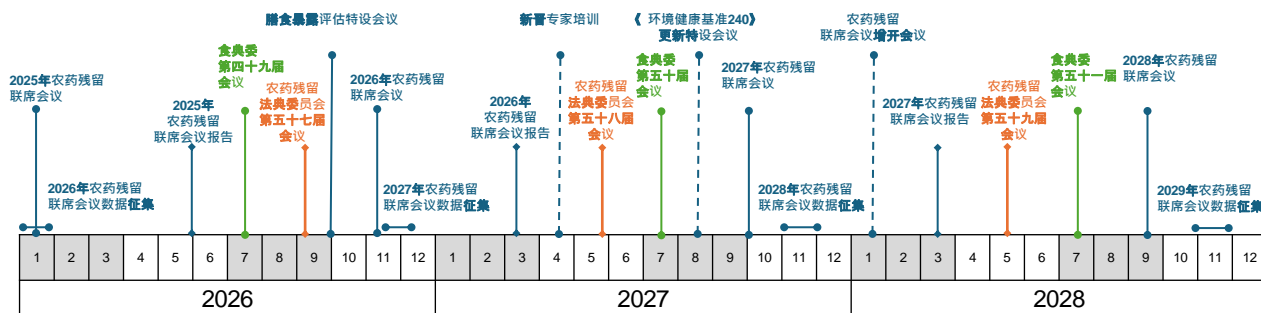 膳食暴露评估特设会议
新晋专家培训
《 环境健康基准240》
更新特设会议
农药残留
联席会议增开会议
食典委
第四十九届
会议
食典委
第五十届
会议
食典委
第五十一届
会议
2025年农药残留
联席会议
2025年
农药残留
联席会议报告
农药残留
法典委员会
第五十七届
会议
2026年农药残留
联席会议
2026年
农药残留
联席会议报告
农药残留
法典委员会
第五十八届
会议
2027年农药残留
联席会议
2027年农药残留
联席会议报告
农药残留
法典委员会
第五十九届
会议
2028年农药残留
联席会议
2026年农药残留
联席会议数据征集
2027年农药残留
联席会议数据征集
2028年农药残留
联席会议数据征集
2029年农药残留
联席会议数据征集
1 2 3 4 5 6 7 8 9 10 11 12 1 2 3 4 5 6 7 8 9 10 11 12 1 2 3 4 5 6 7 8 9 10 11 12
2026 2027 2028